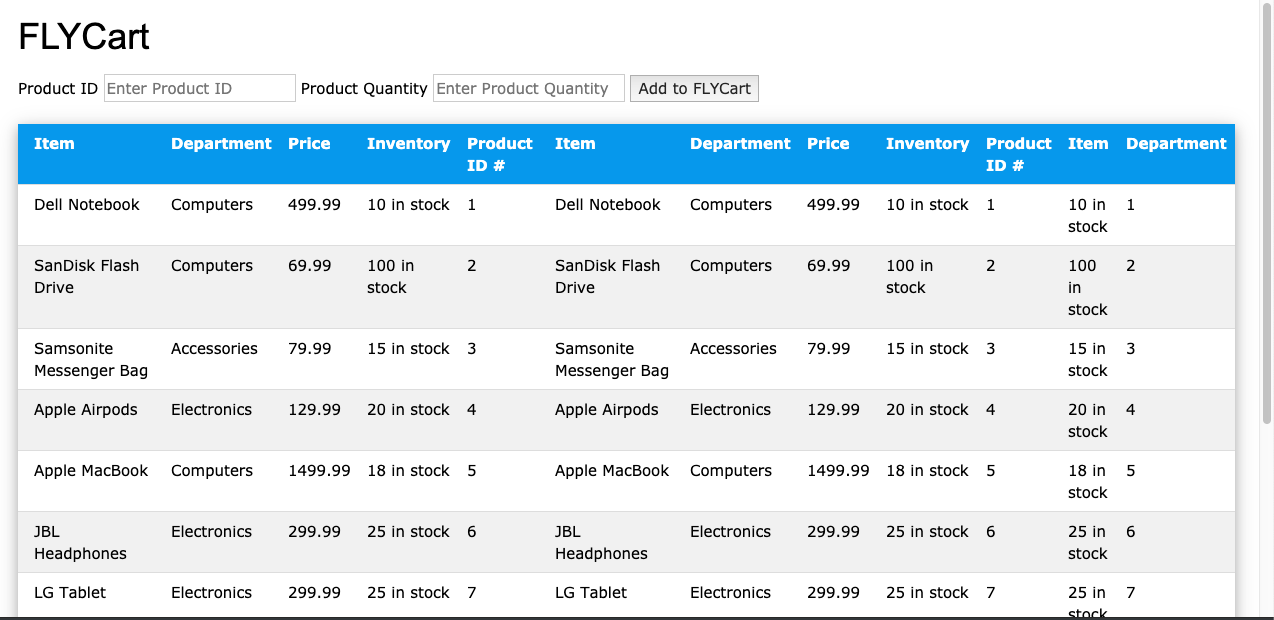 FLYCart
Product ID Enter Product ID Product Quantity Enter Product Quantity Add to FLYCart
Item Department Price Inventory Product Item Department Price Inventory Product Item Department
ID # ID #
Dell Notebook Computers 499.99 10 in stock 1 Dell Notebook Computers 499.99 10 in stock 1 10 in 1
stock
SanDisk Flash Computers 69.99 100 in 2 SanDisk Flash Computers 69.99 100 in 2 100 2
Drive stock Drive stock in
stock
Samsonite Accessories 79.99 15 in stock 3 Samsonite Accessories 79.99 15 in stock 3 15 in 3
Messenger Bag Messenger Bag stock
Apple Airpods Electronics 129.99 20 in stock 4 Apple Airpods Electronics 129.99 20 in stock 4 20 in 4
stock
Apple MacBook Computers 1499.99 18 in stock 5 Apple MacBook Computers 1499.99 18 in stock 5 18 in 5
stock
JBL Electronics 299.99 25 in stock 6 JBL Electronics 299.99 25 in stock 6 25 in 6
Headphones Headphones stock
LG Tablet Electronics 299.99 25 in stock 7 LG Tablet Electronics 299.99 25 in stock 7 25 in 7
stock